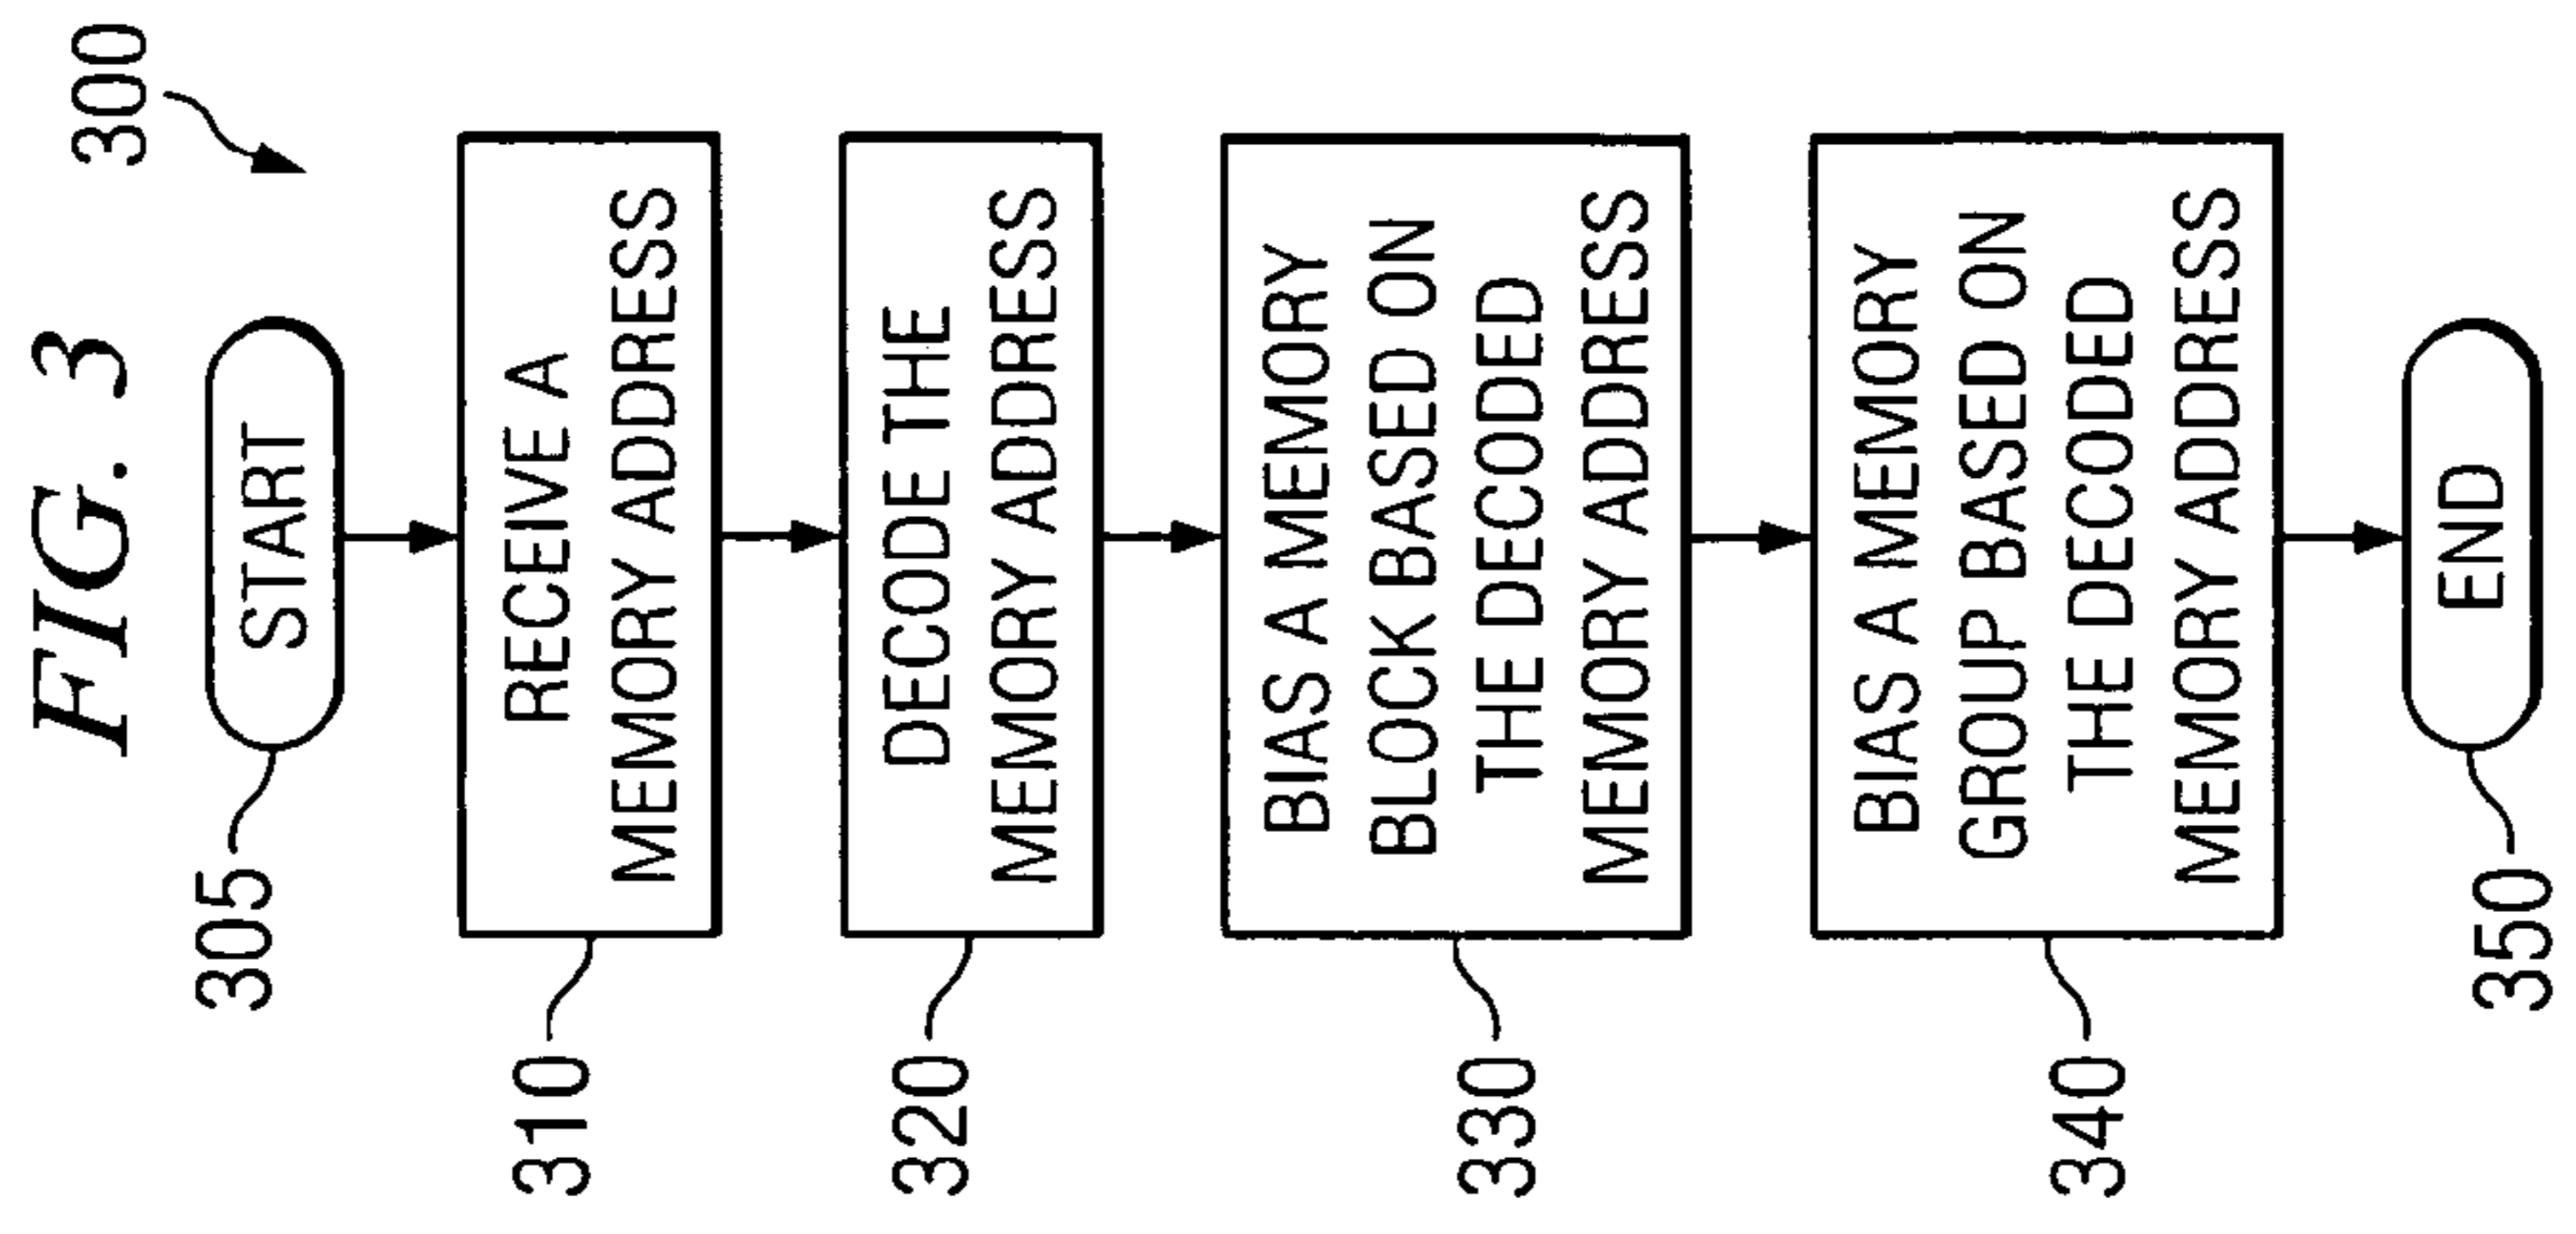 FIG. 3
300
305
START
310
RECEIVE A
MEMORY ADDRESS
320
DECODE THE
MEMORY ADDRESS
330
BIAS A MEMORY
BLOCK BASED ON
THE DECODED
MEMORY ADDRESS
340
BIAS A MEMORY
GROUP BASED ON
THE DECODED
MEMORY ADDRESS
350
END